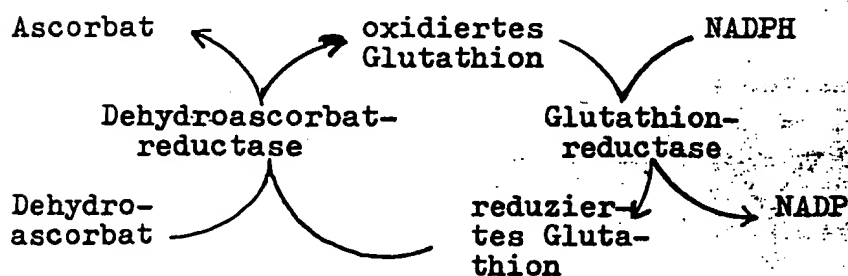 Ascorbat
oxidiertes
Glutathion
NADPH
Dehydroascorbat-
reductase
Glutathion-
reductase
Dehydro-
ascorbat
reduzier-
tes Gluta-
thion
NADP